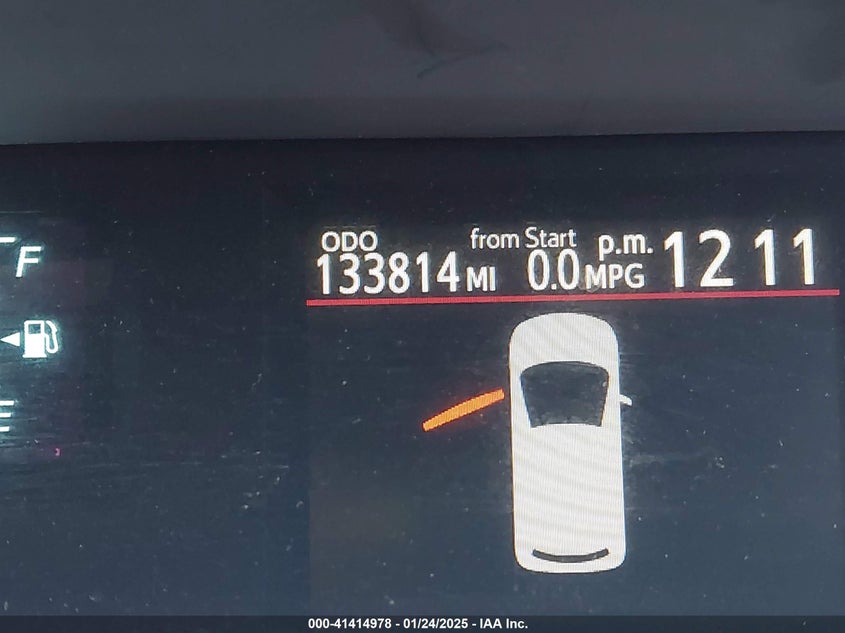 F
ODO from Start p.m. 12 11
133814 MI 0.0 MPG
E
000-41414978 - 01/24/2025 - IAA Inc.